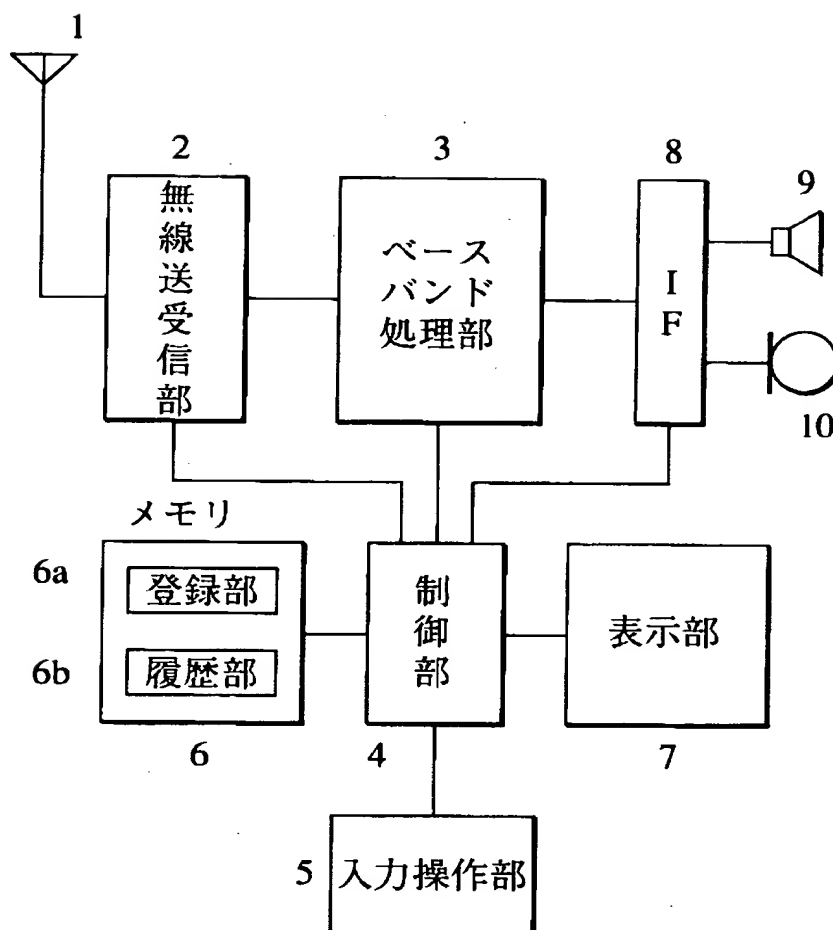 1
2
3
8
9
無線送受信部
ベース
バンド
処理部
IF
10
メモリ
6a
登録部
6b
履歴部
制御部
表示部
6
4
7
5
入力操作部